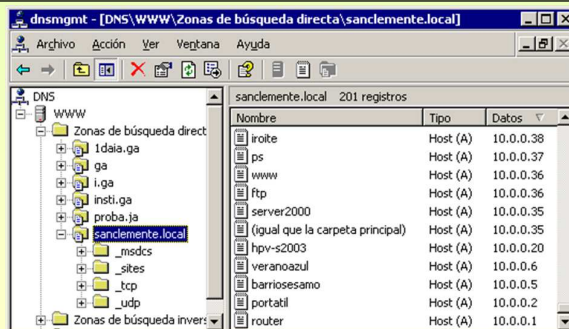 dnsmgmt - [DNS\WWW\Zonas de búsqueda directa\sanclemente.local]
Archivo Acción Ver Ventana Ayuda
DNS
WWW
Zonas de búsqueda direct
1daia.ga
ga
i.ga
insti.ga
proba.ja
sanclemente.local
_msdcs
_sites
_tcp
_udp
Zonas de búsqueda invers
sanclemente.local 201 registros
Nombre Tipo Datos
iroite Host (A) 10.0.0.38
ps Host (A) 10.0.0.37
www Host (A) 10.0.0.36
ftp Host (A) 10.0.0.36
server2000 Host (A) 10.0.0.35
(igual que la carpeta principal) Host (A) 10.0.0.35
hpv-s2003 Host (A) 10.0.0.20
veranoazul Host (A) 10.0.0.6
barriosesamo Host (A) 10.0.0.5
portatil Host (A) 10.0.0.2
router Host (A) 10.0.0.1